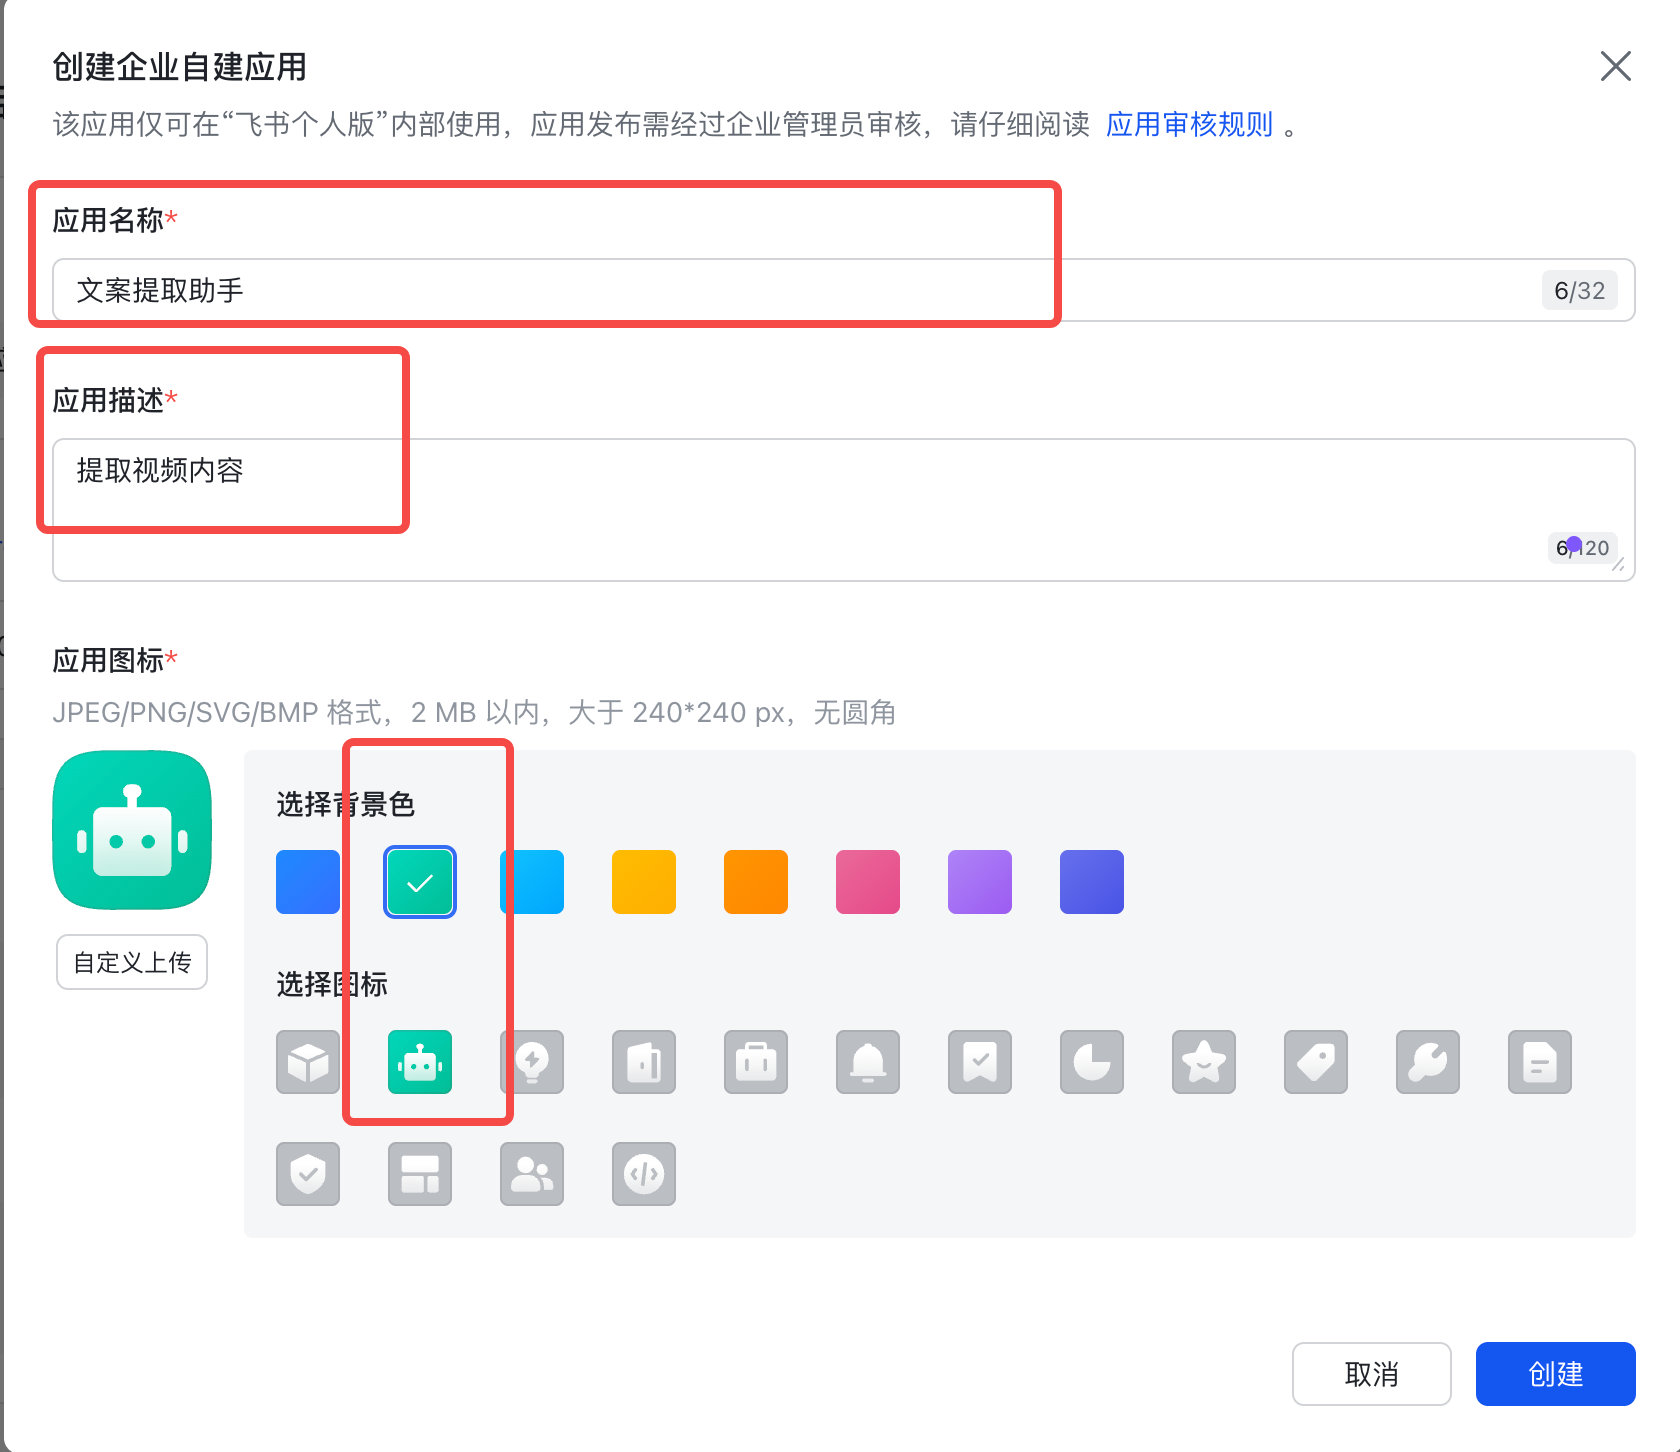 创建企业自建应用
该应用仅可在“飞书个人版”内部使用，应用发布需经过企业管理员审核，请仔细阅读 应用审核规则 。
应用名称*
文案提取助手
6/32
应用描述*
提取视频内容
6/120
应用图标*
JPEG/PNG/SVG/BMP 格式，2 MB 以内，大于 240*240 px，无圆角
选择背景色
自定义上传
选择图标
取消
创建